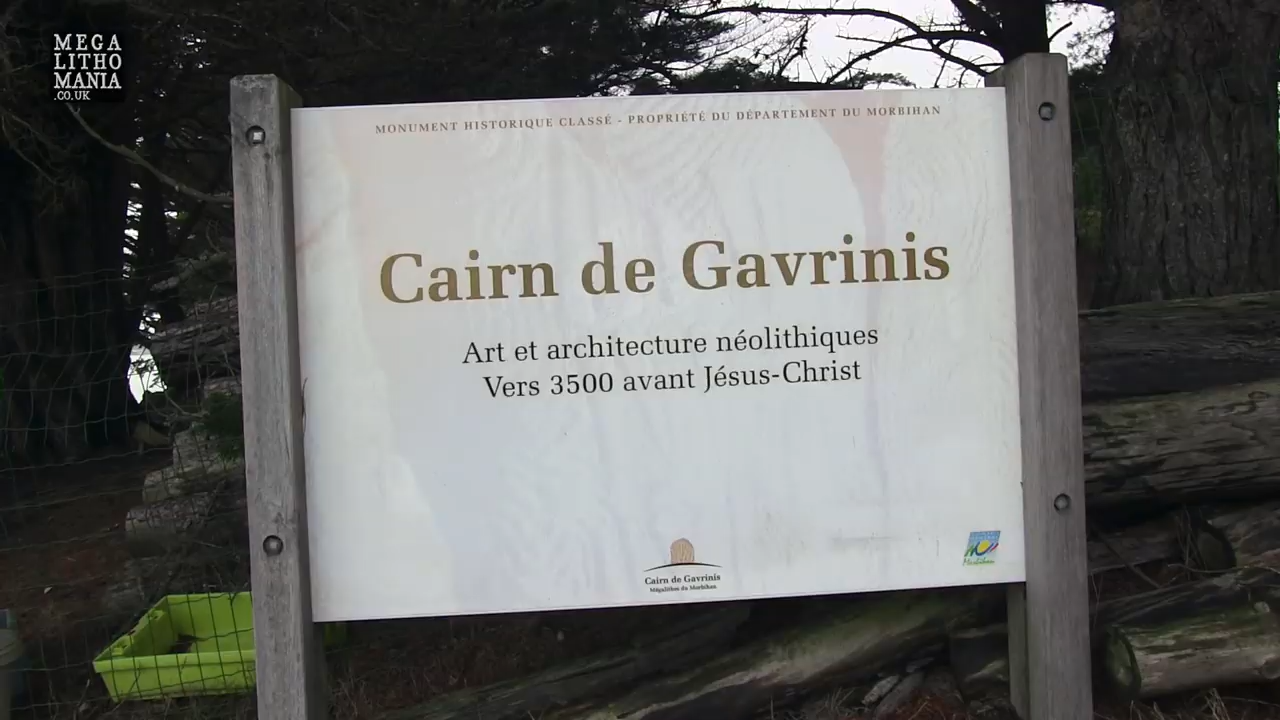 MEGA
LITHO
MANIA
.CO.UK
MONUMENT HISTORIQUE CLASSÉ - PROPRIÉTÉ DU DÉPARTEMENT DU MORBIHAN
Cairn de Gavrinis
Art et architecture néolithiques
Vers 3500 avant Jésus-Christ
Cairn de Gavrinis
Mégalithes du Morbihan
Morbihan